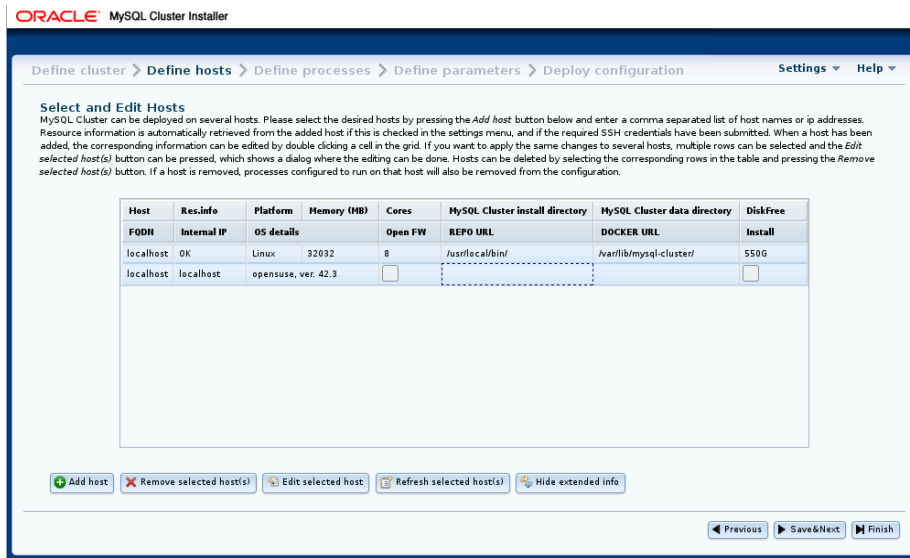 ORACLE® MySQL Cluster Installer
Define cluster Define hosts Define processes Define parameters Deploy configuration Settings Help
Select and Edit Hosts
MySQL Cluster can be deployed on several hosts. Please select the desired hosts by pressing the Add host button below and enter a comma separated list of host names or ip addresses.
Resource information is automatically retrieved from the added host if this is checked in the settings menu, and if the required SSH credentials have been submitted. When a host has been
added, the corresponding information can be edited by double clicking a cell in the grid. If you want to apply the same changes to several hosts, multiple rows can be selected and the Edit
selected host(s) button can be pressed, which shows a dialog where the editing can be done. Hosts can be deleted by selecting the corresponding rows in the table and pressing the Remove
selected host(s) button. If a host is removed, processes configured to run on that host will also be removed from the configuration.
Host Res.info Platform Memory (MB) Cores MySQL Cluster install directory MySQL Cluster data directory DiskFree
FQDN Internal IP OS details Open FW REPO URL DOCKER URL Install
localhost OK Linux 32032 8 /usr/local/bin/ /var/lib/mysql-cluster/ 550G
localhost localhost opensuse, ver. 42.3
Add host Remove selected host(s) Edit selected host Refresh selected host(s) Hide extended info
Previous Save&Next Finish